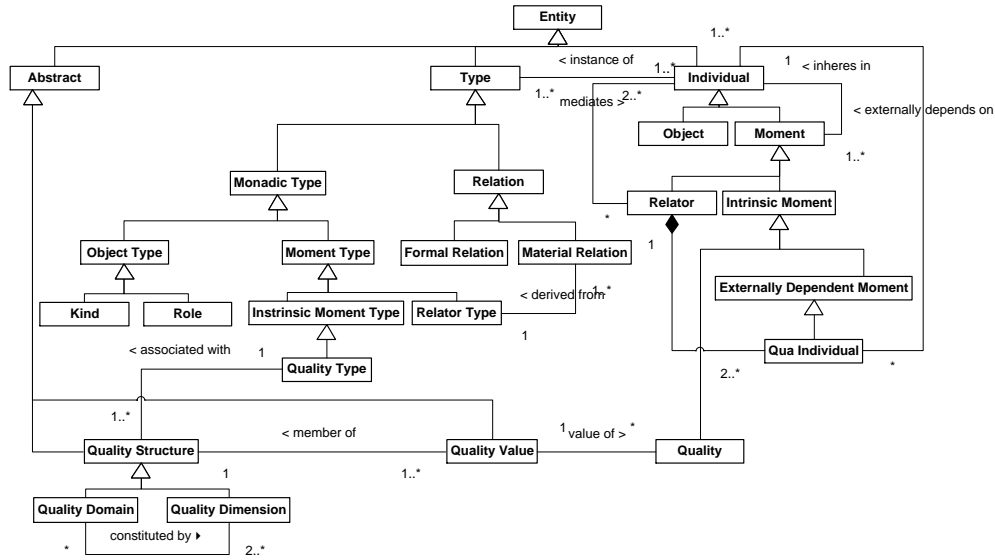 Entity
1..*
Abstract
Type
< instance of
1..*
Individual
1
< inheres in
1..*
mediates >
2..*
< externally depends on
Object
Moment
1..*
Monadic Type
Relation
Relator
Intrinsic Moment
*
1
Object Type
Moment Type
Formal Relation
Material Relation
Externally Dependent Moment
< derived from
1..*
Kind
Role
Instrinsic Moment Type
Relator Type
1
< associated with
1
Qua Individual
Quality Type
2..*
*
1..*
< member of
1
value of >
*
Quality Structure
Quality Value
Quality
1
1..*
Quality Domain
Quality Dimension
constituted by
*
2..*